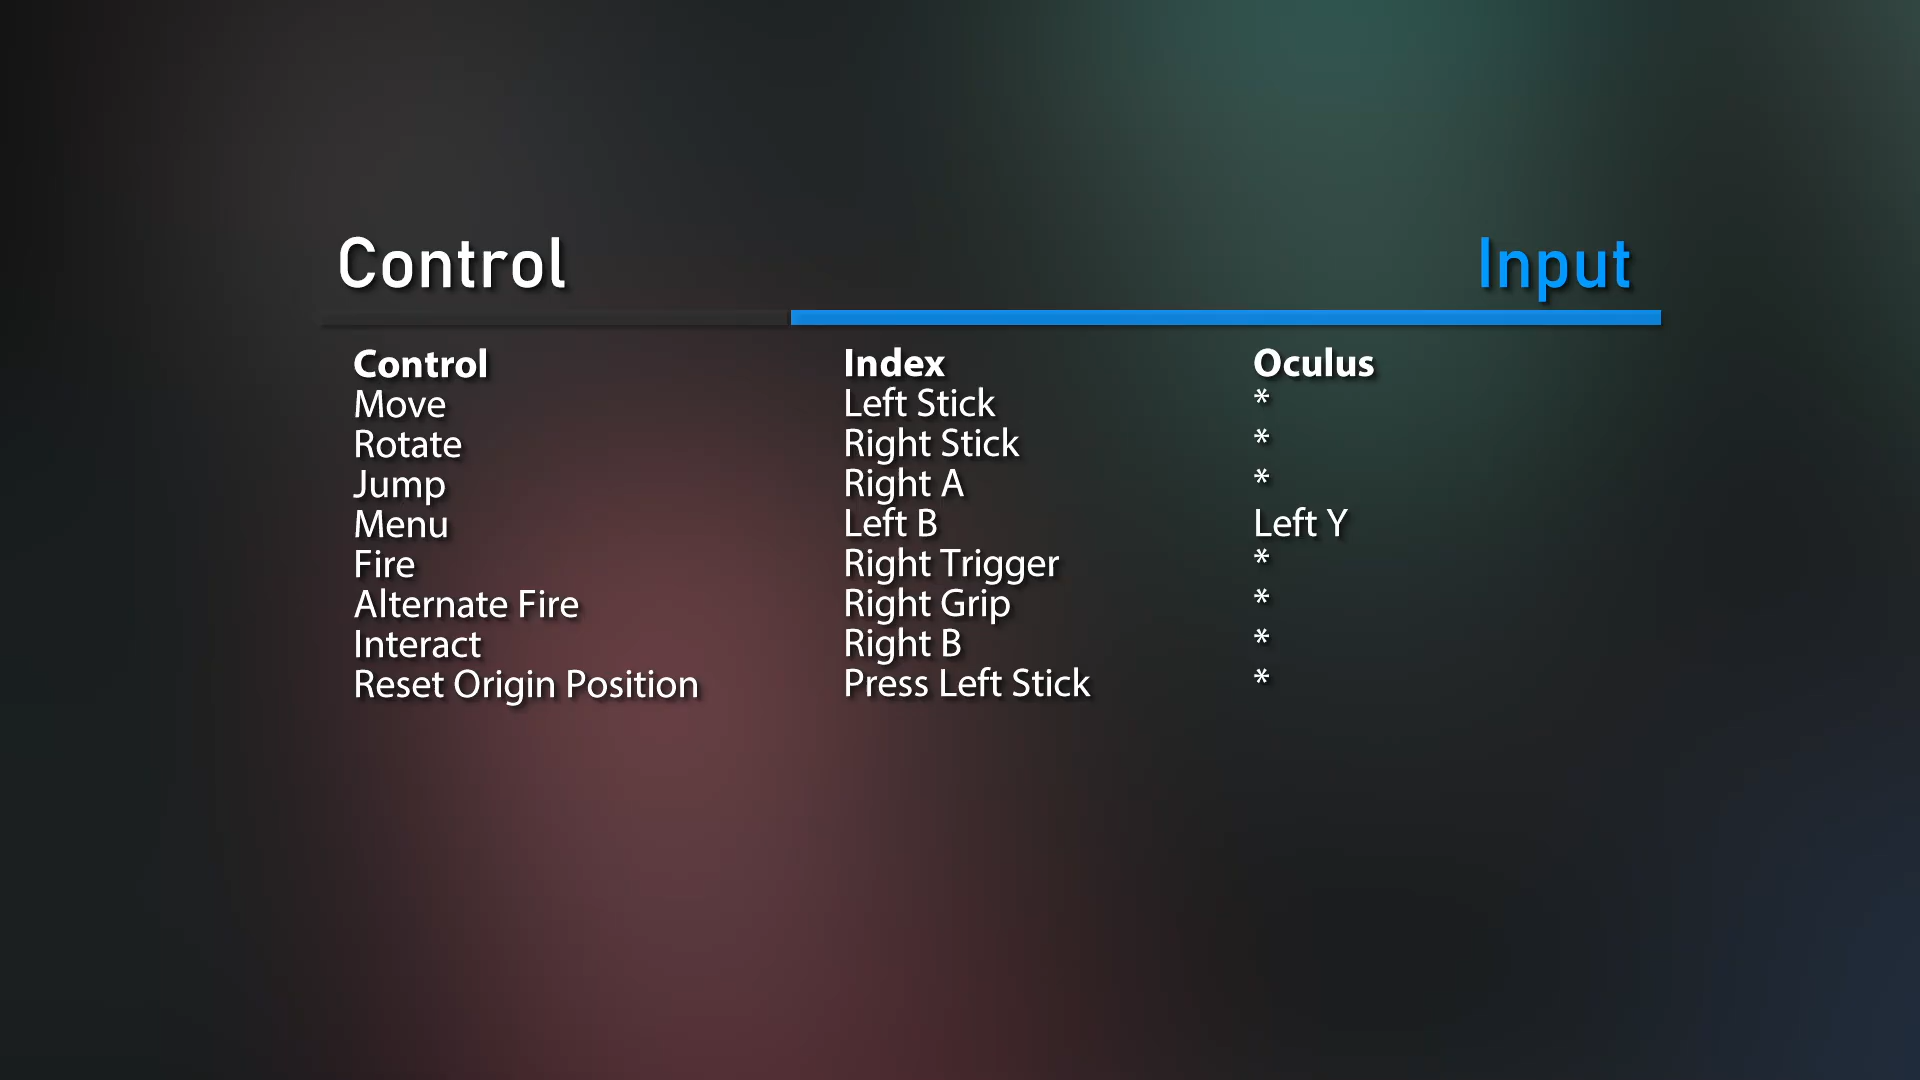 Control Input
Control Index Oculus
Move Left Stick *
Rotate Right Stick *
Jump Right A *
Menu Left B Left Y
Fire Right Trigger *
Alternate Fire Right Grip *
Interact Right B *
Reset Origin Position Press Left Stick *